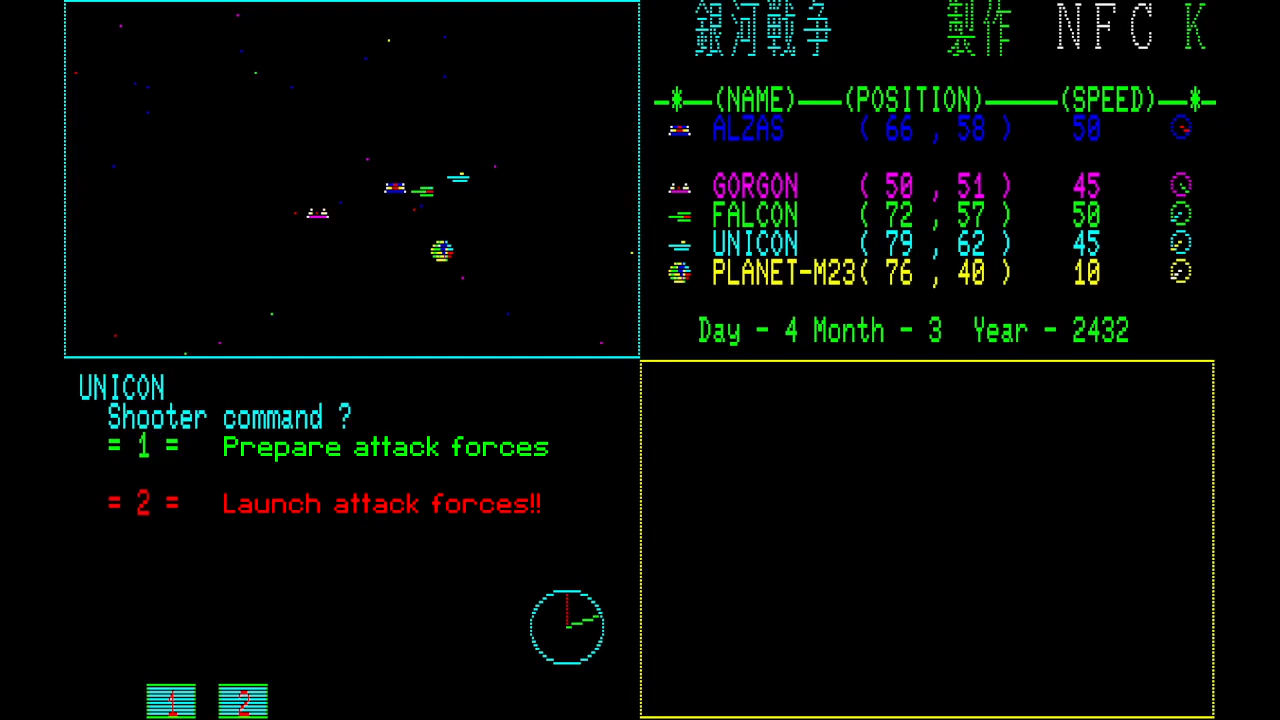 銀河戦争 製作 NFC K
(NAME) (POSITION) (SPEED)
ALZAS ( 66 , 58 ) 50
GORGON ( 50 , 51 ) 45
FALCON ( 72 , 57 ) 50
UNICON ( 79 , 62 ) 45
PLANET-M23( 76 , 40 ) 10
Day - 4 Month - 3 Year - 2432
UNICON
Shooter command ?
= 1 = Prepare attack forces
= 2 = Launch attack forces!!
1 2